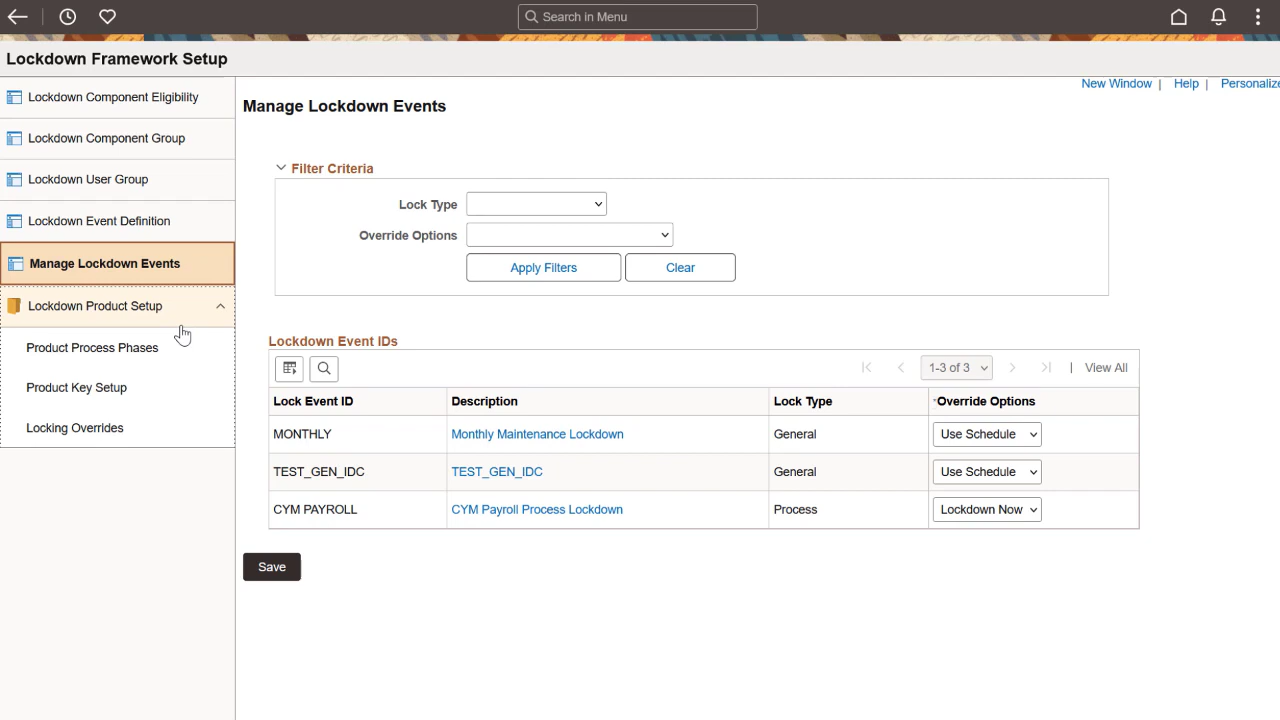 Search in Menu
Lockdown Framework Setup
New Window | Help | Personalize
Lockdown Component Eligibility
Lockdown Component Group
Lockdown User Group
Lockdown Event Definition
Manage Lockdown Events
Lockdown Product Setup
Product Process Phases
Product Key Setup
Locking Overrides
Manage Lockdown Events
Filter Criteria
Lock Type
Override Options
Apply Filters Clear
Lockdown Event IDs
1-3 of 3 | View All
Lock Event ID Description Lock Type Override Options
MONTHLY Monthly Maintenance Lockdown General Use Schedule
TEST_GEN_IDC TEST_GEN_IDC General Use Schedule
CYM PAYROLL CYM Payroll Process Lockdown Process Lockdown Now
Save